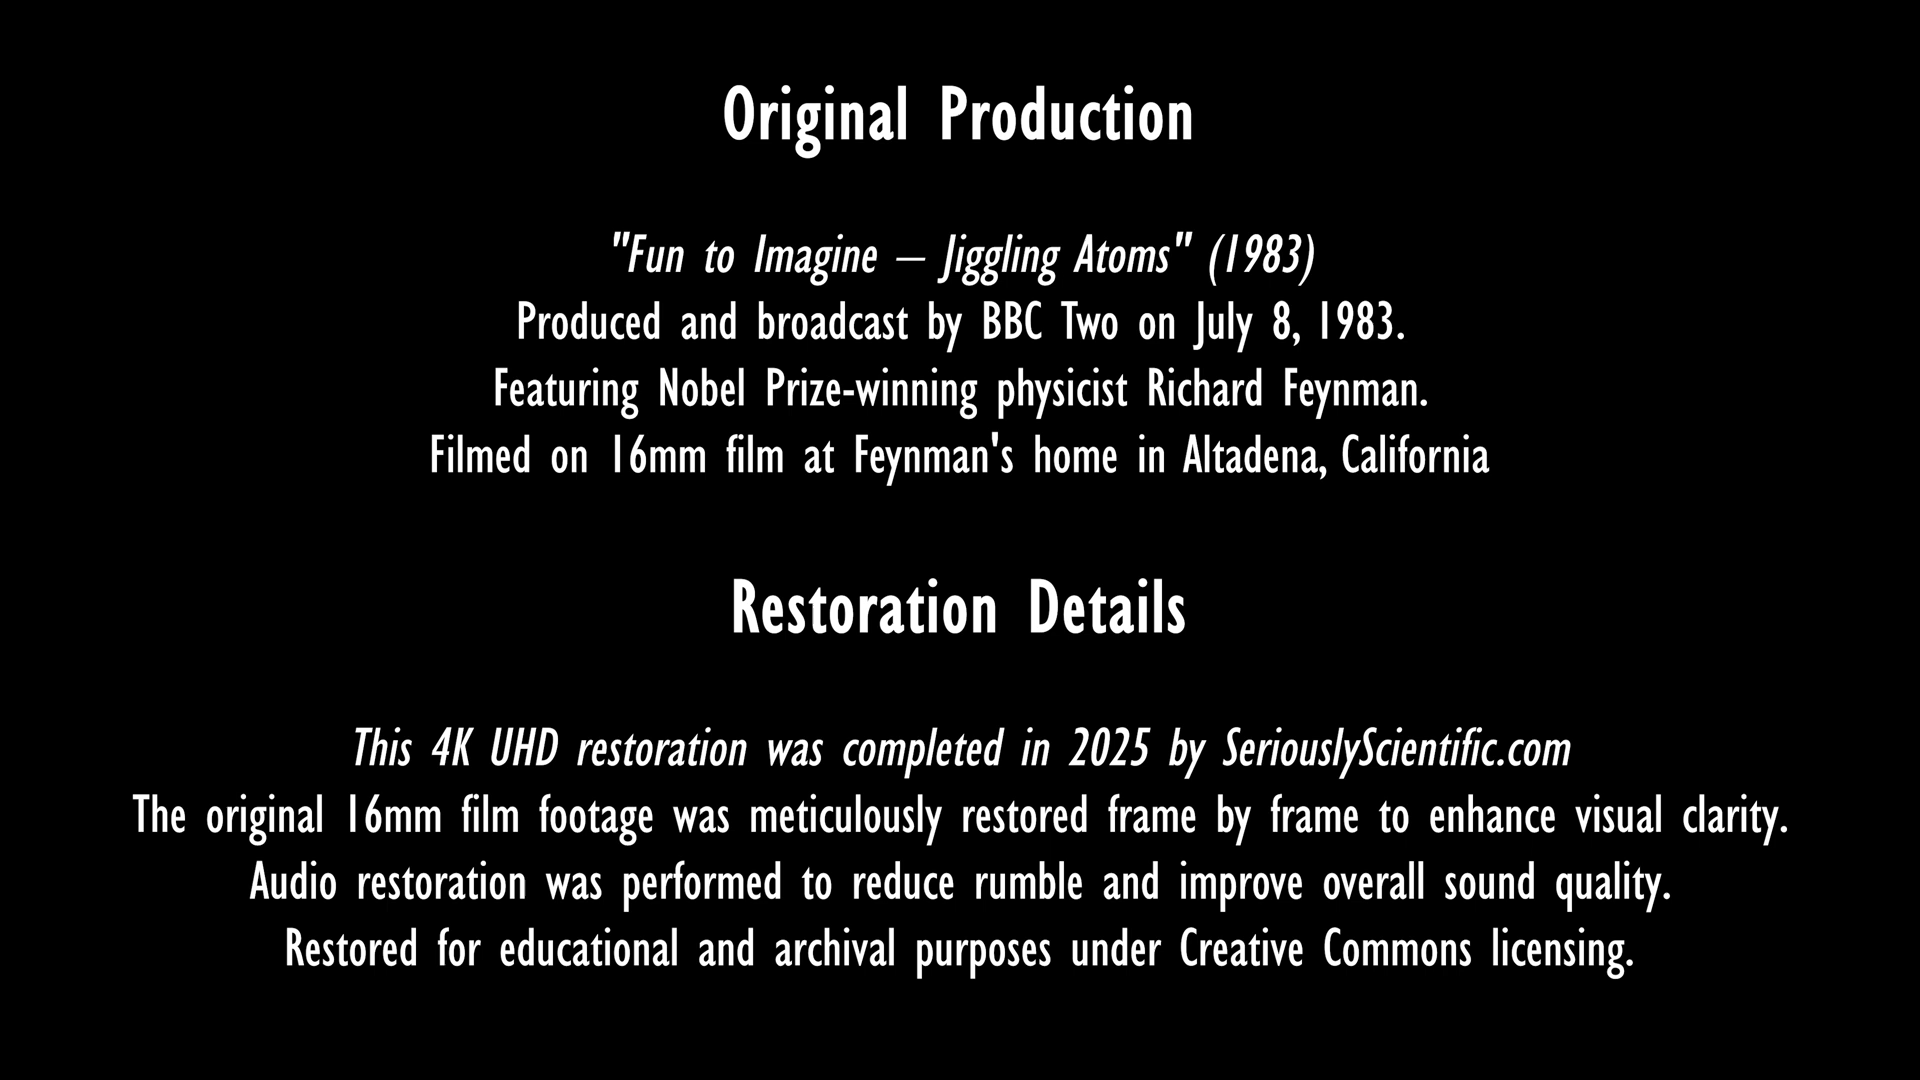 Original Production
"Fun to Imagine – Jiggling Atoms" (1983)
Produced and broadcast by BBC Two on July 8, 1983.
Featuring Nobel Prize-winning physicist Richard Feynman.
Filmed on 16mm film at Feynman's home in Altadena, California
Restoration Details
This 4K UHD restoration was completed in 2025 by SeriouslyScientific.com
The original 16mm film footage was meticulously restored frame by frame to enhance visual clarity.
Audio restoration was performed to reduce rumble and improve overall sound quality.
Restored for educational and archival purposes under Creative Commons licensing.